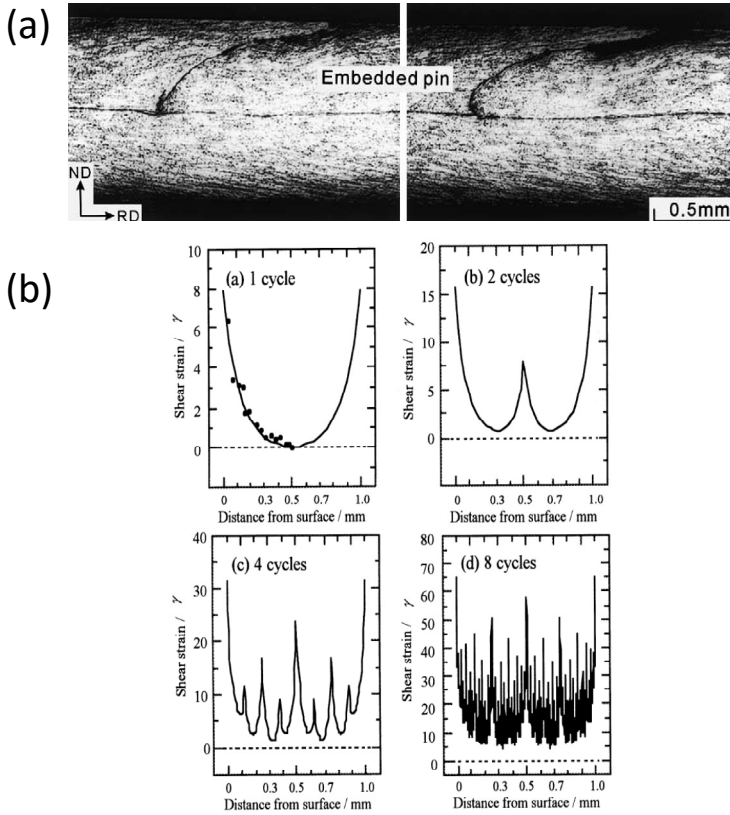 (a)
Embedded pin
ND
RD
0.5mm
(b)
(a) 1 cycle
10
8
6
4
2
0
Shear strain / γ
0 0.3 0.5 0.7 1.0
Distance from surface / mm
(b) 2 cycles
20
15
10
5
0
Shear strain / γ
0 0.3 0.5 0.7 1.0
Distance from surface / mm
(c) 4 cycles
40
30
20
10
0
Shear strain / γ
0 0.3 0.5 0.7 1.0
Distance from surface / mm
(d) 8 cycles
80
70
60
50
40
30
20
10
0
Shear strain / γ
0 0.3 0.5 0.7 1.0
Distance from surface / mm